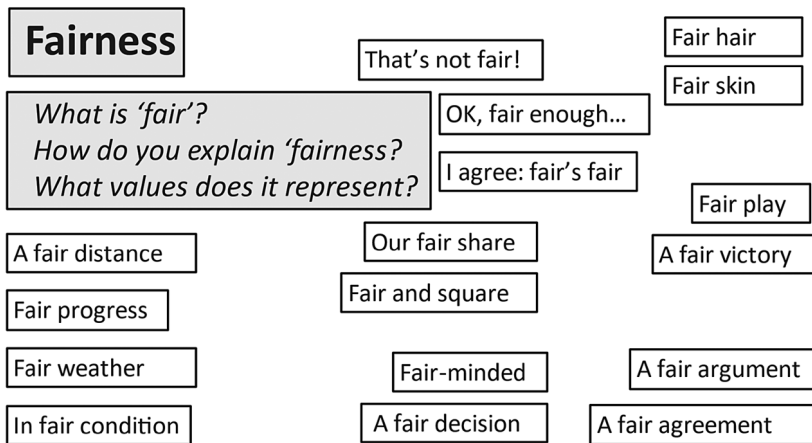 Fairness
What is ‘fair’?
How do you explain ‘fairness?
What values does it represent?
That’s not fair!
OK, fair enough...
I agree: fair’s fair
Fair hair
Fair skin
Fair play
A fair victory
Our fair share
Fair and square
A fair distance
Fair progress
Fair weather
In fair condition
Fair-minded
A fair decision
A fair argument
A fair agreement